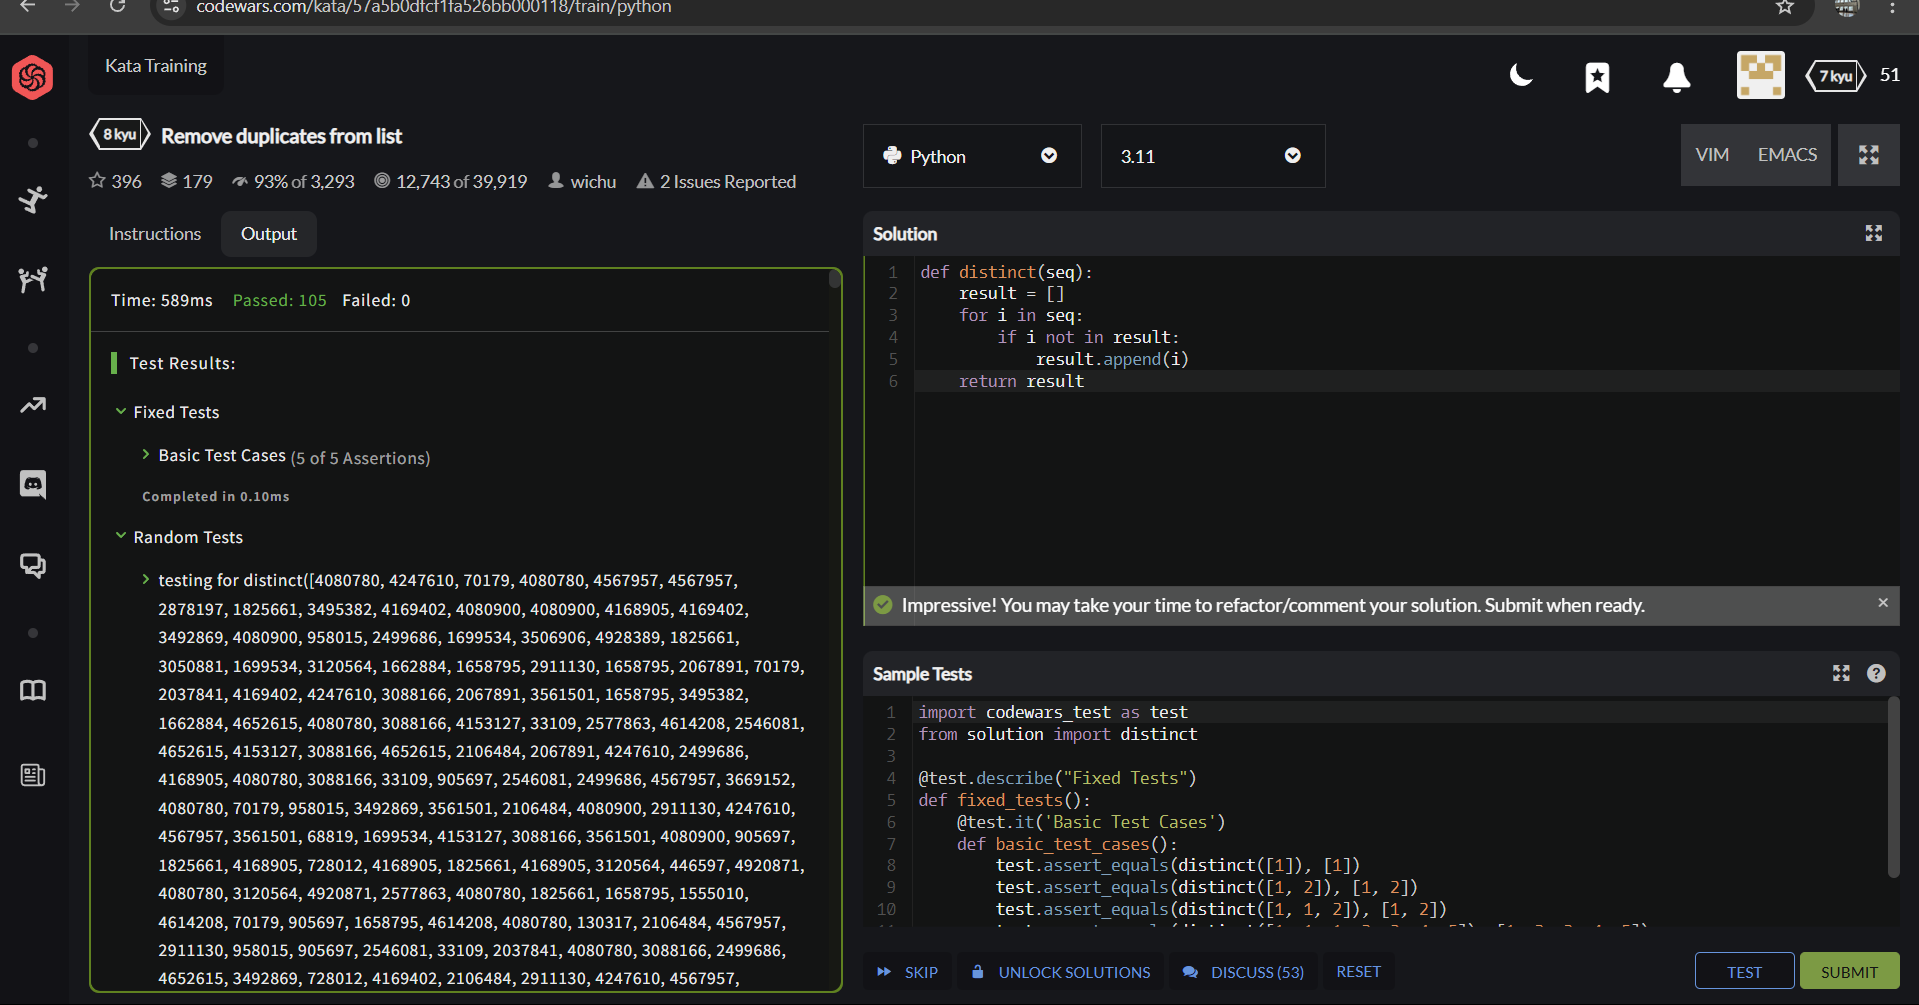 codewars.com/kata/57a5b0dfcf1fa526bb000118/train/python
Kata Training
7 kyu 51
8 kyu Remove duplicates from list
396 179 93% of 3,293 12,743 of 39,919 wichu 2 Issues Reported
Instructions Output
Time: 589ms Passed: 105 Failed: 0
Test Results:
Fixed Tests
Basic Test Cases (5 of 5 Assertions)
Completed in 0.10ms
Random Tests
testing for distinct([4080780, 4247610, 70179, 4080780, 4567957, 4567957,
2878197, 1825661, 3495382, 4169402, 4080900, 4080900, 4168905, 4169402,
3492869, 4080900, 958015, 2499686, 1699534, 3506906, 4928389, 1825661,
3050881, 1699534, 3120564, 1662884, 1658795, 2911130, 1658795, 2067891, 70179,
2037841, 4169402, 4247610, 3088166, 2067891, 3561501, 1658795, 3495382,
1662884, 4652615, 4080780, 3088166, 4153127, 33109, 2577863, 4614208, 2546081,
4652615, 4153127, 3088166, 4652615, 2106484, 2067891, 4247610, 2499686,
4168905, 4080780, 3088166, 33109, 905697, 2546081, 2499686, 4567957, 3669152,
4080780, 70179, 958015, 3492869, 3561501, 2106484, 4080900, 2911130, 4247610,
4567957, 3561501, 68819, 1699534, 4153127, 3088166, 3561501, 4080900, 905697,
1825661, 4168905, 728012, 4168905, 1825661, 4168905, 3120564, 446597, 4920871,
4080780, 3120564, 4920871, 2577863, 4080780, 1825661, 1658795, 1555010,
4614208, 70179, 905697, 1658795, 4614208, 4080780, 130317, 2106484, 4567957,
2911130, 958015, 905697, 2546081, 33109, 2037841, 4080780, 3088166, 2499686,
4652615, 3492869, 728012, 4169402, 2106484, 2911130, 4247610, 4567957,
Python 3.11 VIM EMACS
Solution
1 def distinct(seq):
2 result = []
3 for i in seq:
4 if i not in result:
5 result.append(i)
6 return result
Impressive! You may take your time to refactor/comment your solution. Submit when ready.
Sample Tests
1 import codewars_test as test
2 from solution import distinct
3
4 @test.describe("Fixed Tests")
5 def fixed_tests():
6 @test.it('Basic Test Cases')
7 def basic_test_cases():
8 test.assert_equals(distinct([1]), [1])
9 test.assert_equals(distinct([1, 2]), [1, 2])
10 test.assert_equals(distinct([1, 1, 2]), [1, 2])
SKIP UNLOCK SOLUTIONS DISCUSS (53) RESET TEST SUBMIT